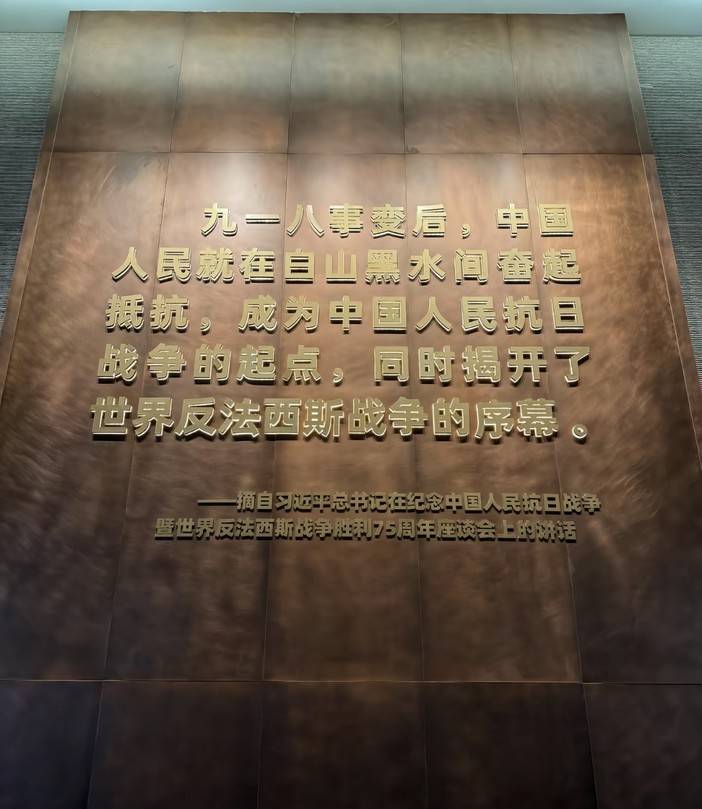 九一八事变后，中国
人民就在白山黑水间奋起
抵抗，成为中国人民抗日
战争的起点，同时揭开了
世界反法西斯战争的序幕。
——摘自习近平总书记在纪念中国人民抗日战争
暨世界反法西斯战争胜利75周年座谈会上的讲话